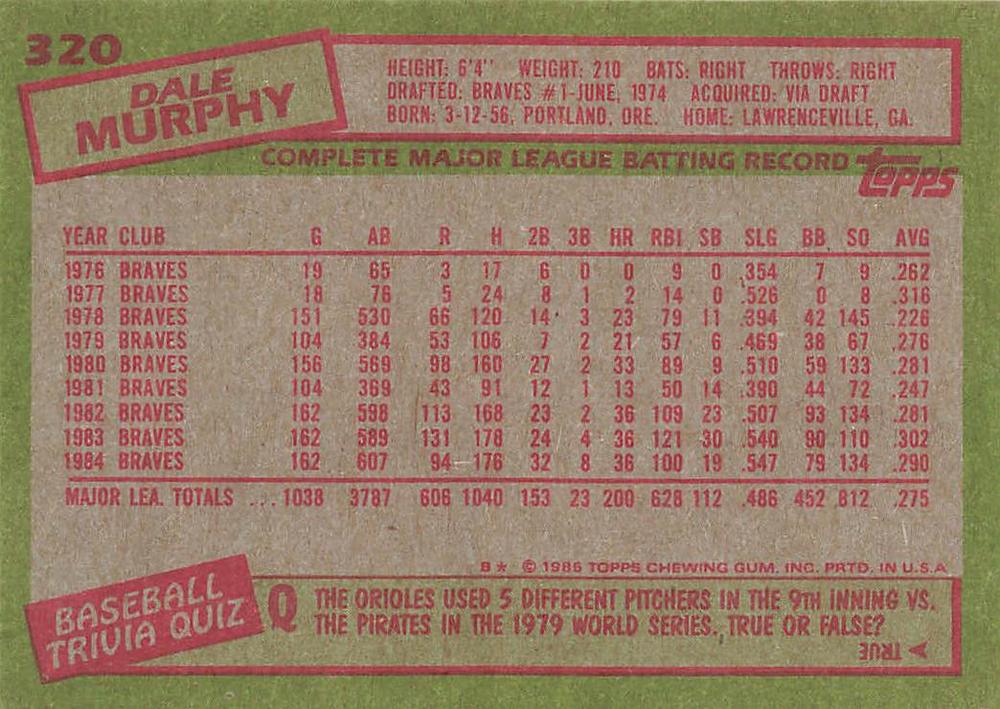 320
DALE
MURPHY
HEIGHT: 6'4'' WEIGHT: 210 BATS: RIGHT THROWS: RIGHT
DRAFTED: BRAVES #1-JUNE, 1974 ACQUIRED: VIA DRAFT
BORN: 3-12-56, PORTLAND, ORE. HOME: LAWRENCEVILLE, GA.
COMPLETE MAJOR LEAGUE BATTING RECORD
topps
YEAR CLUB G AB R H 2B 3B HR RBI SB SLG BB SO AVG
1976 BRAVES 19 65 3 17 6 0 0 9 0 .354 7 9 .262
1977 BRAVES 18 76 5 24 8 1 2 14 0 .526 0 8 .316
1978 BRAVES 151 530 66 120 14 3 23 79 11 .394 42 145 .226
1979 BRAVES 104 384 53 106 7 2 21 57 6 .469 38 67 .276
1980 BRAVES 156 569 98 160 27 2 33 89 9 .510 59 133 .281
1981 BRAVES 104 369 43 91 12 1 13 50 14 .390 44 72 .247
1982 BRAVES 162 598 113 168 23 2 36 109 23 .507 93 134 .281
1983 BRAVES 162 589 131 178 24 4 36 121 30 .540 90 110 .302
1984 BRAVES 162 607 94 176 32 8 36 100 19 .547 79 134 .290
MAJOR LEA. TOTALS ... 1038 3787 606 1040 153 23 200 628 112 .486 452 812 .275
B* © 1985 TOPPS CHEWING GUM, INC. PRTD. IN U.S.A
BASEBALL
TRIVIA QUIZ
Q THE ORIOLES USED 5 DIFFERENT PITCHERS IN THE 9TH INNING VS.
THE PIRATES IN THE 1979 WORLD SERIES. TRUE OR FALSE?
TRUE